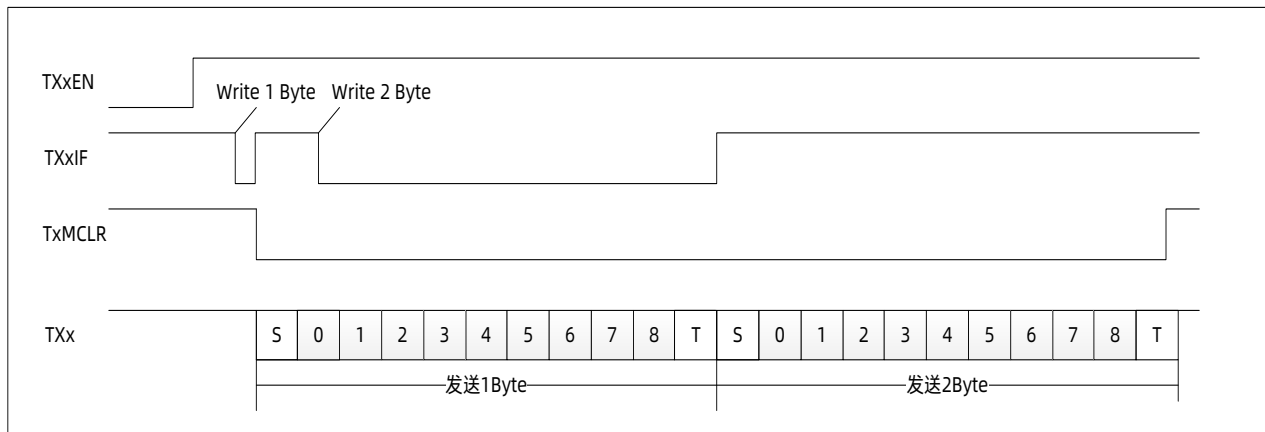 TXxEN
Write 1 Byte Write 2 Byte
TXxIF
TxMCLR
TXx S 0 1 2 3 4 5 6 7 8 T S 0 1 2 3 4 5 6 7 8 T
发送1Byte 发送2Byte